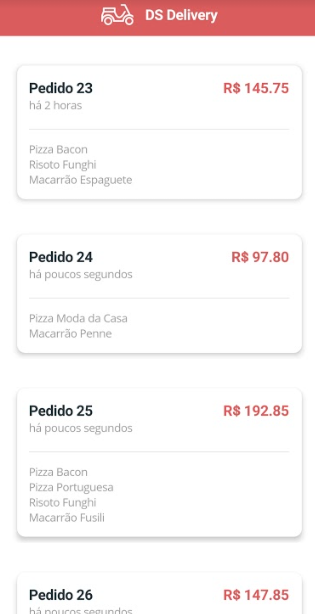 DS Delivery
Pedido 23 R$ 145.75
há 2 horas
Pizza Bacon
Risoto Funghi
Macarrão Espaguete
Pedido 24 R$ 97.80
há poucos segundos
Pizza Moda da Casa
Macarrão Penne
Pedido 25 R$ 192.85
há poucos segundos
Pizza Bacon
Pizza Portuguesa
Risoto Funghi
Macarrão Fusili
Pedido 26 R$ 147.85
há poucos segundos